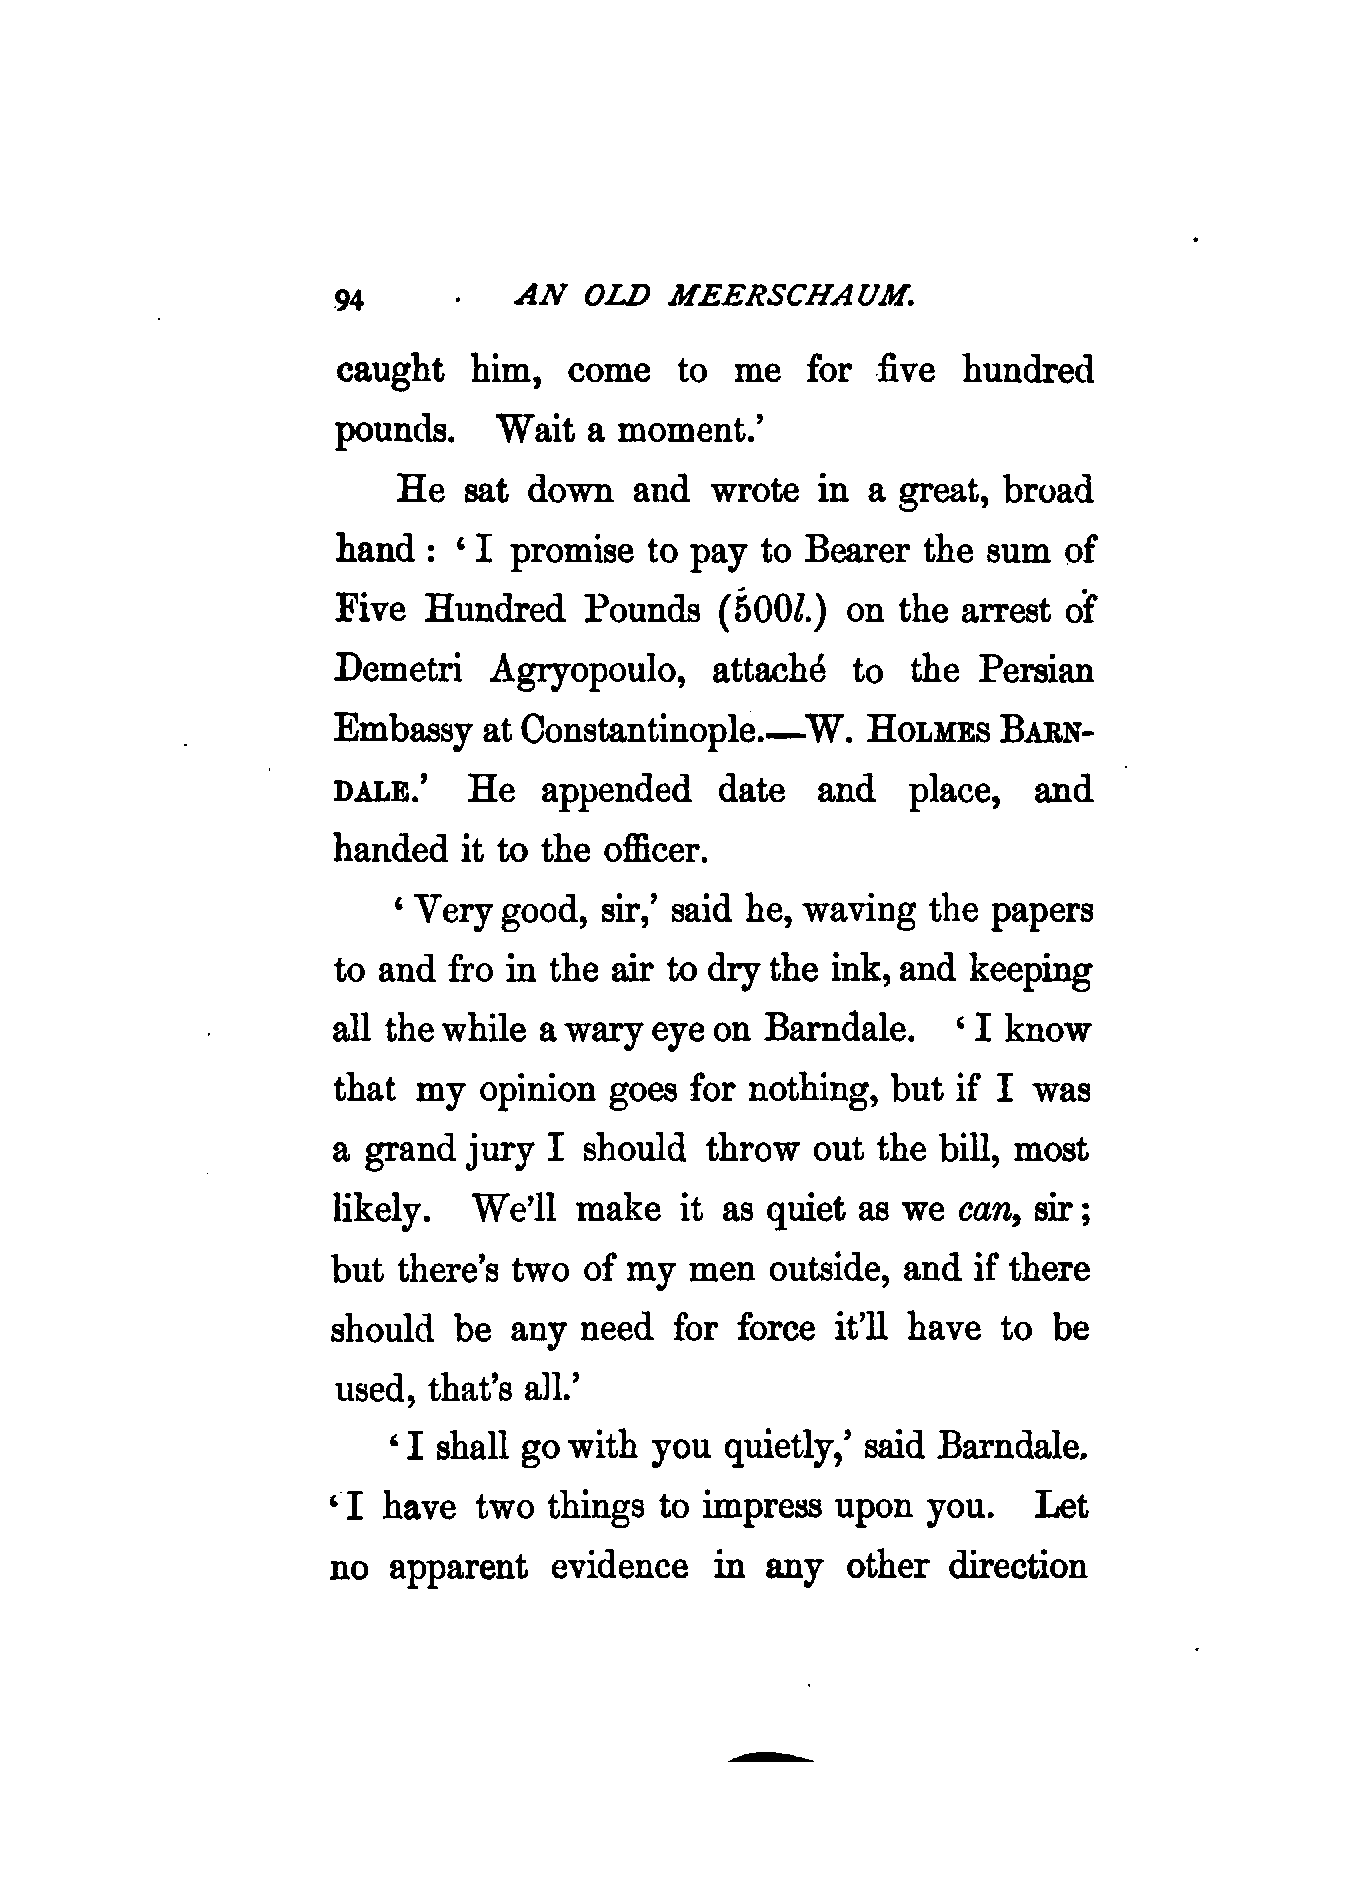 94 AN OLD MEERSCHAUM.
caught him, come to me for five hundred
pounds. Wait a moment.’
He sat down and wrote in a great, broad
hand : ‘ I promise to pay to Bearer the sum of
Five Hundred Pounds (500l.) on the arrest of
Demetri Agryopoulo, attaché to the Persian
Embassy at Constantinople.—W. HOLMES BARN-
DALE.’ He appended date and place, and
handed it to the officer.
‘ Very good, sir,’ said he, waving the papers
to and fro in the air to dry the ink, and keeping
all the while a wary eye on Barndale. ‘ I know
that my opinion goes for nothing, but if I was
a grand jury I should throw out the bill, most
likely. We’ll make it as quiet as we can, sir ;
but there’s two of my men outside, and if there
should be any need for force it’ll have to be
used, that’s all.’
‘ I shall go with you quietly,’ said Barndale.
‘ I have two things to impress upon you. Let
no apparent evidence in any other direction